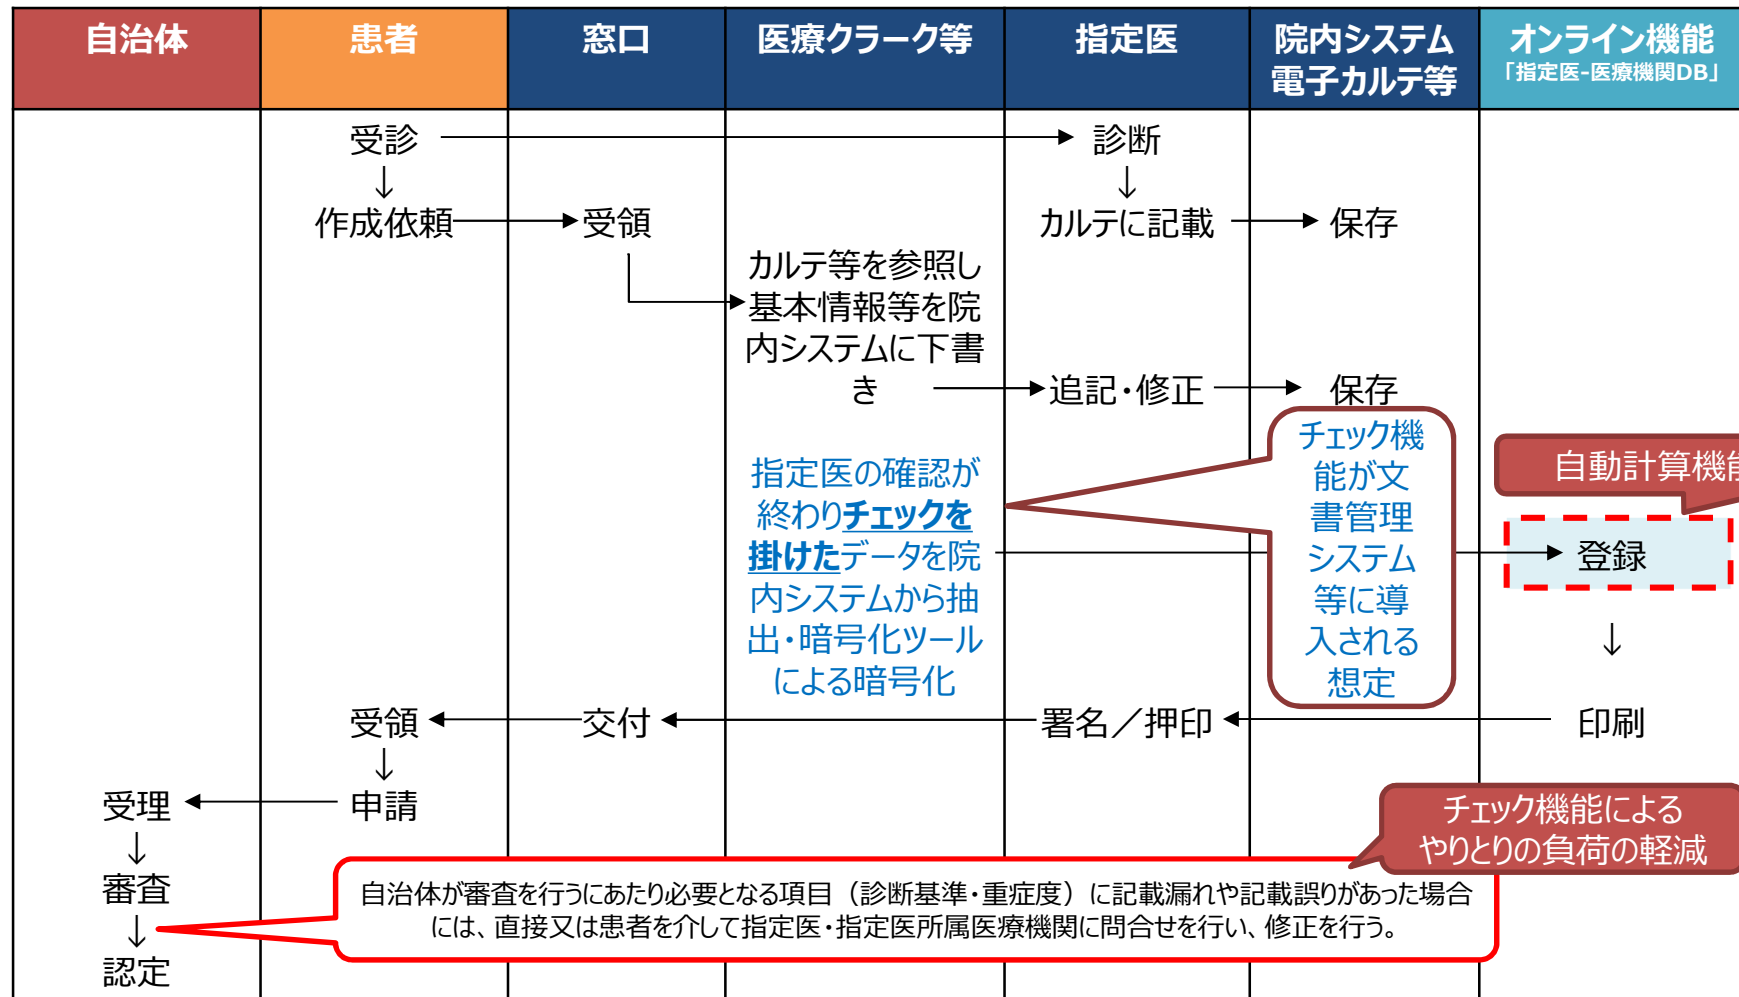 自治体
患者
窓口
医療クラーク等
指定医
院内システム
電子カルテ等
オンライン機能
「指定医-医療機関DB」
受診
診断
↓
↓
作成依頼
受領
カルテに記載
保存
カルテ等を参照し
基本情報等を院
内システムに下書
き
追記・修正
保存
チェック機
能が文
書管理
システム
等に導
入される
想定
自動計算機能
指定医の確認が
終わりチェックを
掛けたデータを院
内システムから抽
出・暗号化ツール
による暗号化
登録
↓
受領
交付
署名／押印
印刷
↓
受理
申請
↓
審査
↓
認定
チェック機能による
やりとりの負荷の軽減
自治体が審査を行うにあたり必要となる項目（診断基準・重症度）に記載漏れや記載誤りがあった場合
には、直接又は患者を介して指定医・指定医所属医療機関に問合せを行い、修正を行う。